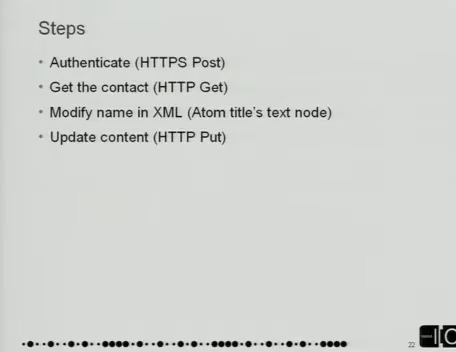 Steps
• Authenticate (HTTPS Post)
• Get the contact (HTTP Get)
• Modify name in XML (Atom title's text node)
• Update content (HTTP Put)
22
IO